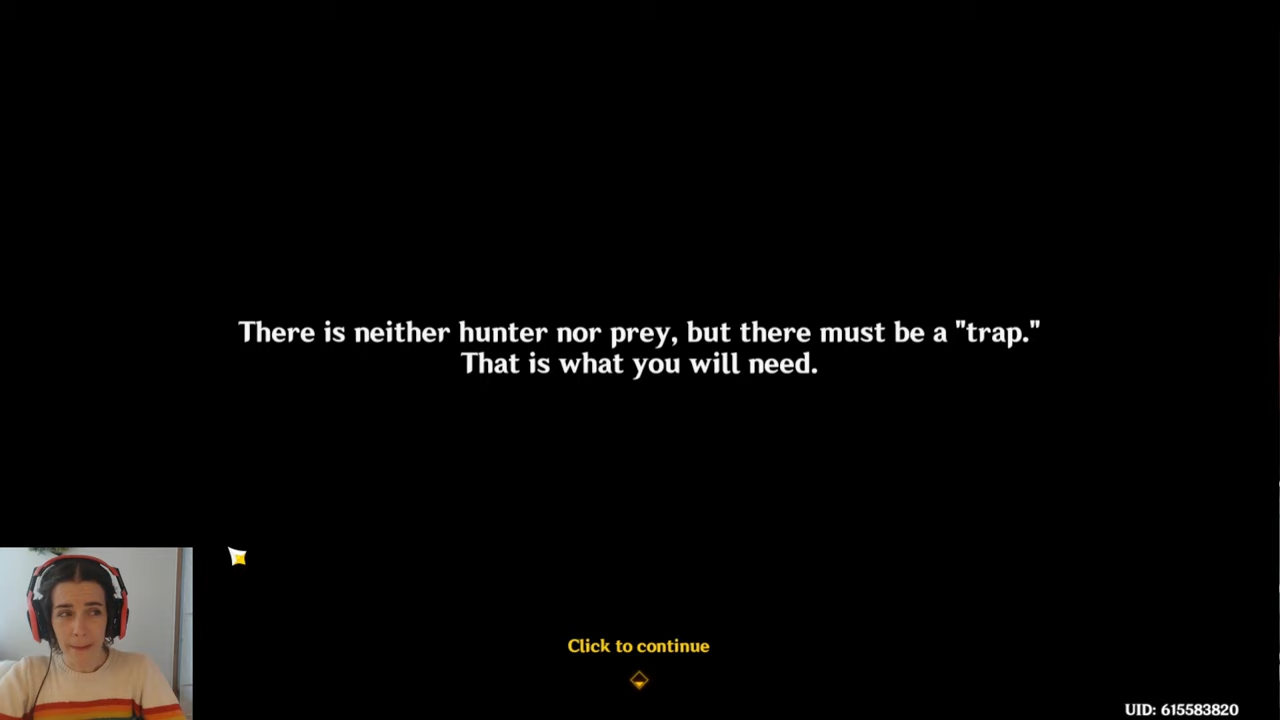 There is neither hunter nor prey, but there must be a "trap."
That is what you will need.
Click to continue
UID: 615583820